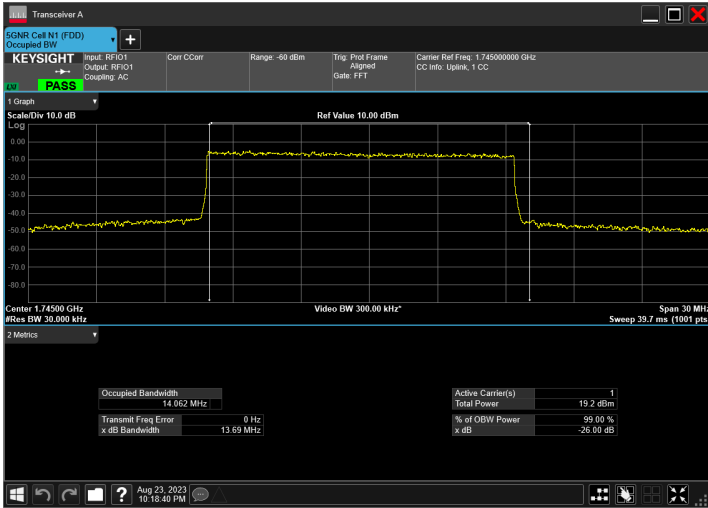 Transceiver A
5GNR Cell N1 (FDD)
Occupied BW
KEYSIGHT
LXI
PASS
Input: RFIO1
Output: RFIO1
Coupling: AC
Corr CCorr
Range: -60 dBm
Trig: Prot Frame
Aligned
Gate: FFT
Carrier Ref Freq: 1.745000000 GHz
CC Info: Uplink, 1 CC
1 Graph
Scale/Div 10.0 dB
Ref Value 10.00 dBm
Log
0.00
-10.0
-20.0
-30.0
-40.0
-50.0
-60.0
-70.0
-80.0
Center 1.74500 GHz
Video BW 300.00 kHz*
Span 30 MHz
#Res BW 30.000 kHz
Sweep 39.7 ms (1001 pts
2 Metrics
Occupied Bandwidth
14.062 MHz
Transmit Freq Error 0 Hz
x dB Bandwidth 13.69 MHz
Active Carrier(s) 1
Total Power 19.2 dBm
% of OBW Power 99.00 %
x dB -26.00 dB
?
Aug 23, 2023
10:18:40 PM